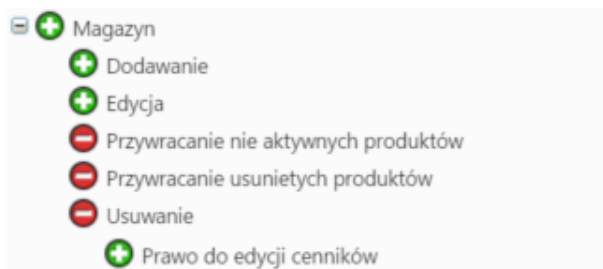 Magazyn
Dodawanie
Edycja
Przywracanie nie aktywnych produktów
Przywracanie usunietych produktów
Usuwanie
Prawo do edycji cenników